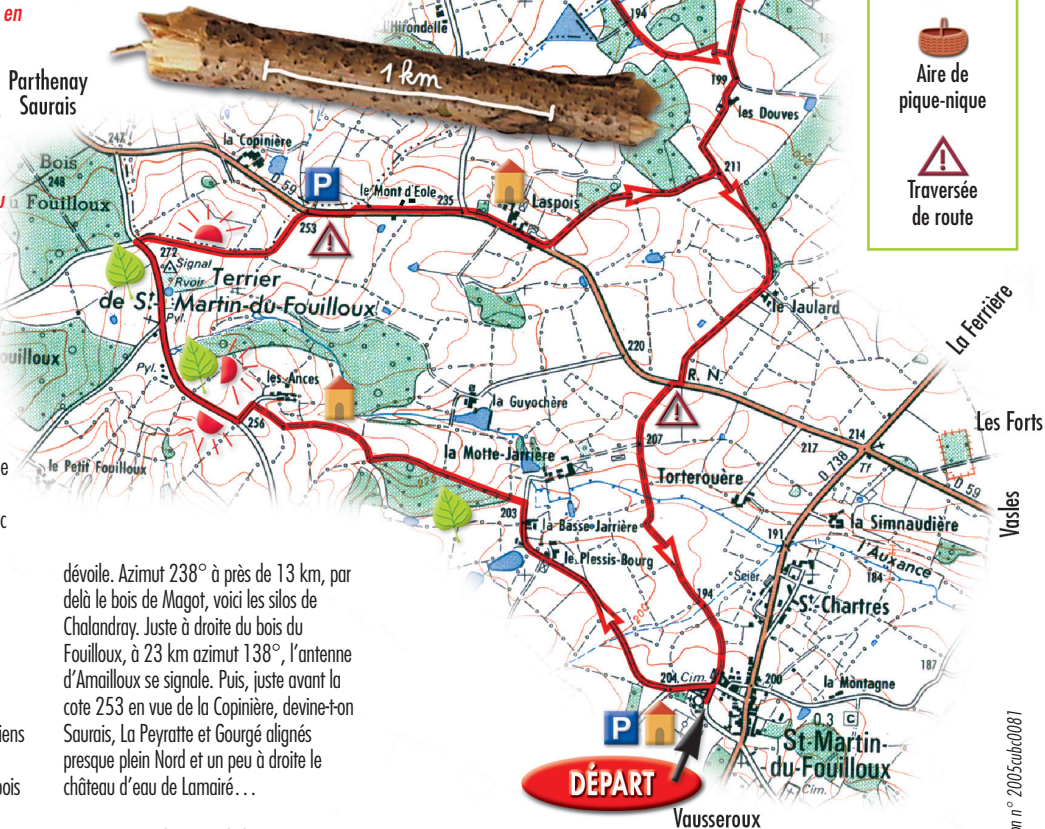 en
194
Hirondelle
1 km
199
Aire de
pique-nique
Parthenay
Saurais
les Douves
242
la Copinière
Traversée
de route
211
Bois
248
Fouilloux
D 59
P
le Mont d'Eole
235
Laspois
253
272
Signal
Rvoir
Terrier
de St-Martin-du-Fouilloux
Pyl.
le Jaulard
La Ferrière
ouilloux
220
R. N.
Pyl.
les Ances
la Guyochère
256
207
217
214
Les Forts
le Petit Fouilloux
la Motte-Jarrière
D 738
Tf
D 59
225
Torterouère
Vasles
203
la Basse-Jarrière
la Simnaudière
191
l'Auxance
le Plessis-Bourg
184
Scier.
dévoile. Azimut 238° à près de 13 km, par
delà le bois de Magot, voici les silos de
Chalandray. Juste à droite du bois du
Fouilloux, à 23 km azimut 138°, l'antenne
d'Amailloux se signale. Puis, juste avant la
cote 253 en vue de la Copinière, devine-t-on
Saurais, La Peyratte et Gourgé alignés
presque plein Nord et un peu à droite le
château d'eau de Lamairé…
iens
ois
194
St-Chartres
200
187
204
Cim.
200
la Montagne
P
0.3
C
St-Martin-
du-Fouilloux
DÉPART
Cim.
Vausseroux
n n° 2005cubc0081